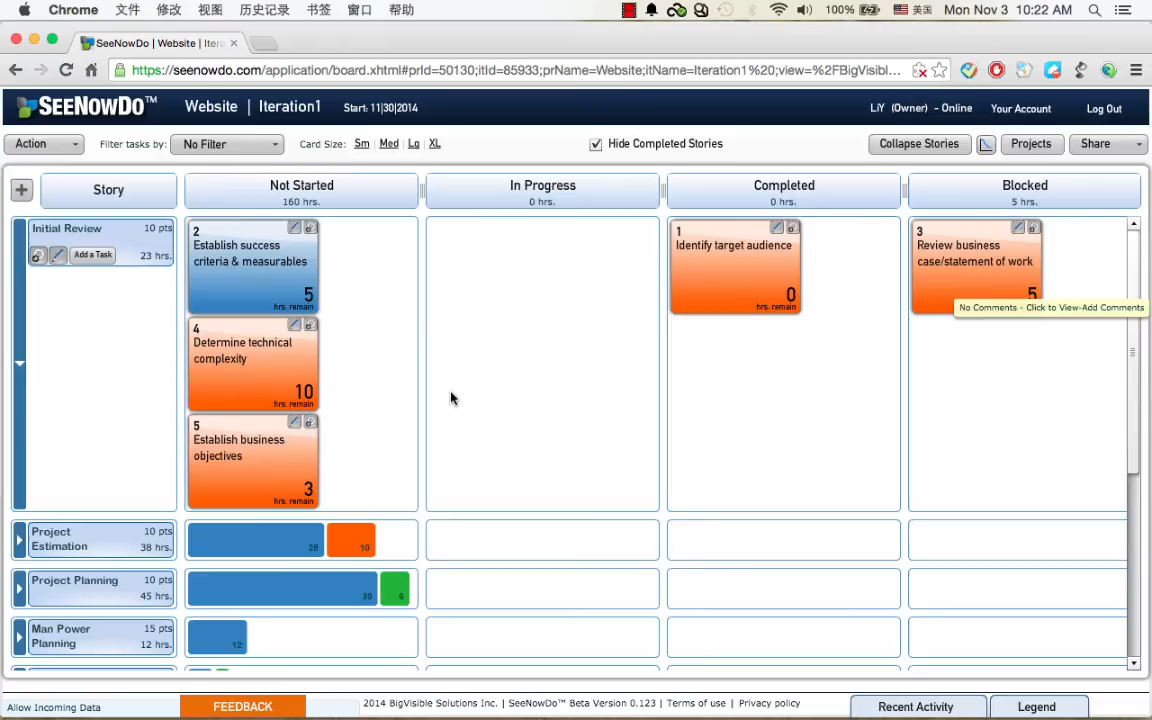 Chrome 文件 修改 视图 历史记录 书签 窗口 帮助 100% 美国 Mon Nov 3 10:22 AM
SeeNowDo | Website | Itera
https://seenowdo.com/application/board.xhtml#prId=50130;itId=85933;prName=Website;itName=Iteration1%20;view=%2FBigVisibl...
SEENOWDO™ Website | Iteration1 Start: 11/30/2014 LiY (Owner) - Online Your Account Log Out
Action Filter tasks by: No Filter Card Size: Sm Med Lg XL Hide Completed Stories Collapse Stories Projects Share
Story Not Started In Progress Completed Blocked
160 hrs. 0 hrs. 0 hrs. 5 hrs.
Initial Review 10 pts
Add a Task 23 hrs.
2
Establish success
criteria & measurables
5
hrs. remain
4
Determine technical
complexity
10
hrs. remain
5
Establish business
objectives
3
hrs. remain
1
Identify target audience
0
hrs. remain
3
Review business
case/statement of work
5
No Comments - Click to View-Add Comments
Project 10 pts
Estimation 38 hrs.
28 10
Project Planning 10 pts
45 hrs.
39 6
Man Power 15 pts
Planning 12 hrs.
12
Allow Incoming Data FEEDBACK 2014 BigVisible Solutions Inc. | SeeNowDo™ Beta Version 0.123 | Terms of use | Privacy policy Recent Activity Legend